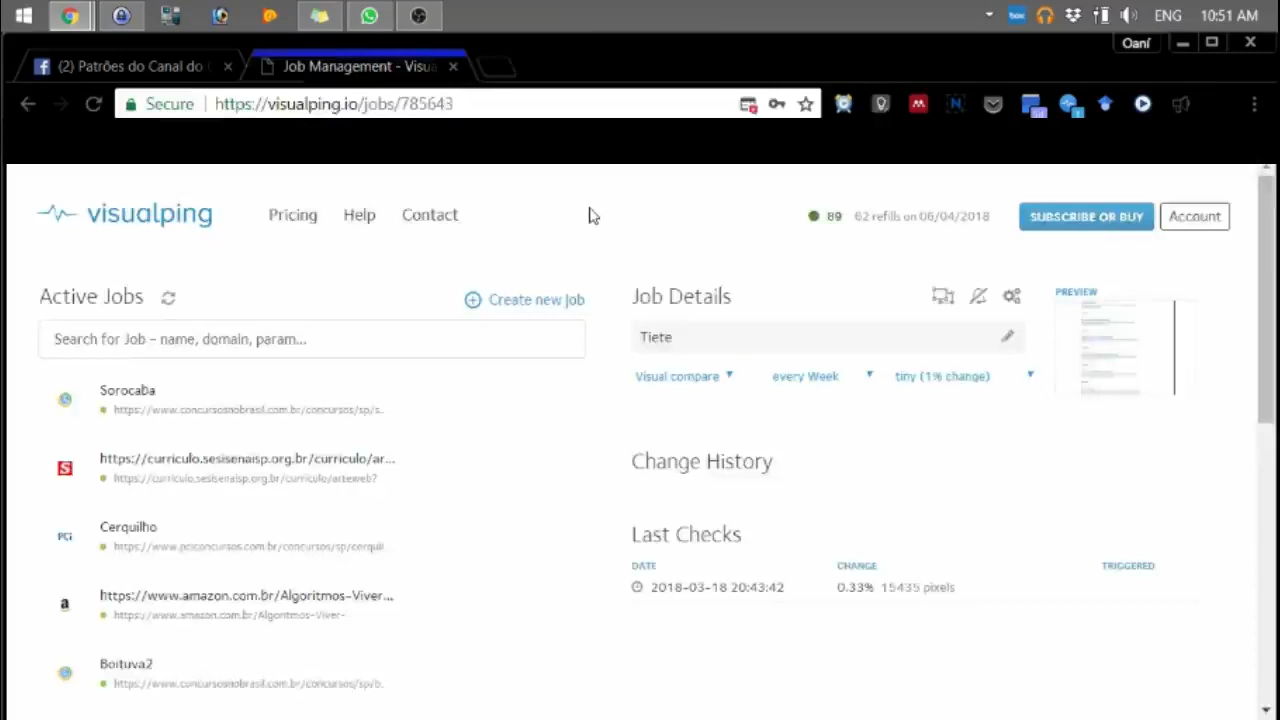 box
ENG
10:51 AM
Oaní
(2) Patrões do Canal do
Job Management - Visua
Secure
https://visualping.io/jobs/785643
visualping
Pricing
Help
Contact
89
62 refills on 06/04/2018
SUBSCRIBE OR BUY
Account
Active Jobs
Create new job
Search for Job – name, domain, param...
Sorocaba
https://www.concursosnobrasil.com.br/concursos/sp/s..
https://curriculo.sesisenaisp.org.br/curriculo/ar...
https://curriculo.sesisenaisp.org.br/curriculo/arteweb?
PCi
Cerquilho
https://www.pciconcursos.com.br/concursos/sp/cerquil
a
https://www.amazon.com.br/Algoritmos-Viver...
https://www.amazon.com.br/Algoritmos-Viver-
Boituva2
https://www.concursosnobrasil.com.br/concursos/sp/b..
Job Details
PREVIEW
Tiete
Visual compare
every Week
tiny (1% change)
Change History
Last Checks
DATE
CHANGE
TRIGGERED
2018-03-18 20:43:42
0.33% 15435 pixels